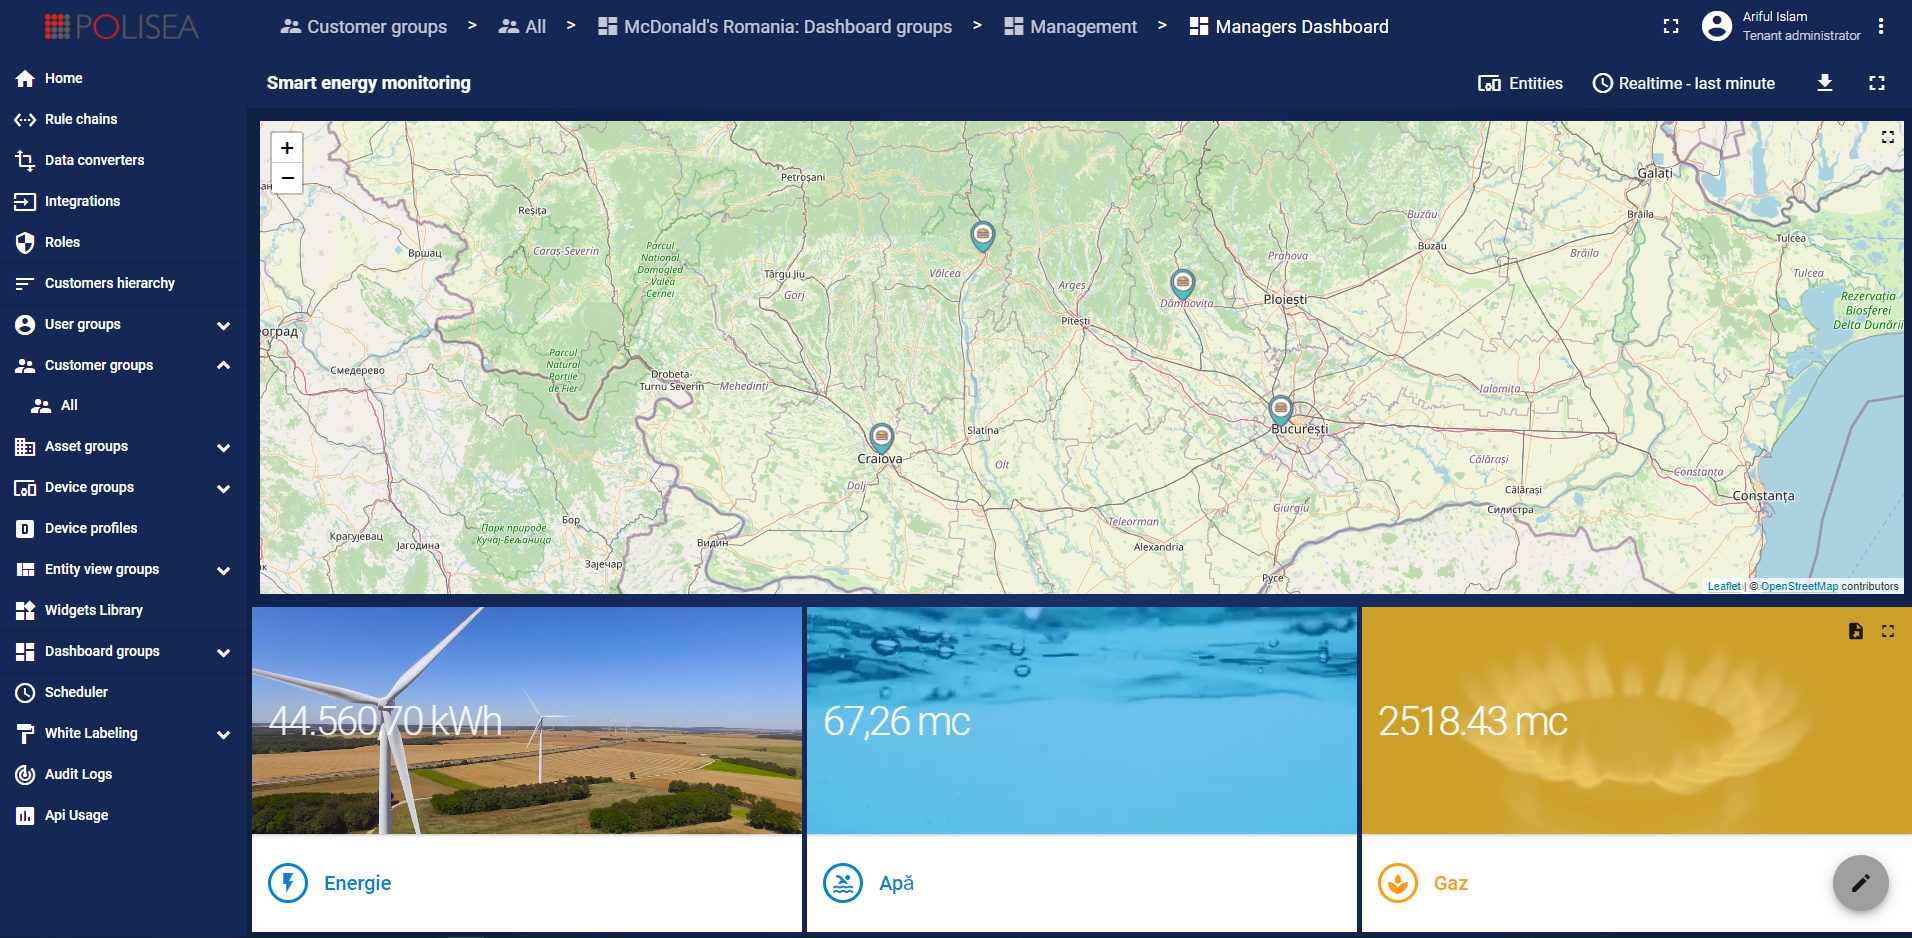 POLISEA
Customer groups > All > McDonald's Romania: Dashboard groups > Management > Managers Dashboard
Ariful Islam
Tenant administrator
Home
Rule chains
Data converters
Integrations
Roles
Customers hierarchy
User groups
Customer groups
All
Asset groups
Device groups
Device profiles
Entity view groups
Widgets Library
Dashboard groups
Scheduler
White Labeling
Audit Logs
Api Usage
Smart energy monitoring
Entities
Realtime - last minute
+
−
Petroșani
Galați
Reșița
Buzău
Brăila
Caraș-Severin
Вршац
Parcul
National
Domogled
- Valea
Cernei
Târgu Jiu
Gorj
Vâlcea
Argeș
Prahova
Buzău
Brăila
Tulcea
Tulcea
Dâmbovița
Ploiești
Pitești
Rezervația
Biosferei
Delta Dunării
оград
Смедерево
Parcul
Natural
Porțile
de Fier
Drobeta-
Turnu Severin
Mehedinți
Ialomița
Slatina
București
Craiova
Olt
Dolj
Călărași
Constanța
Constanța
Călărași
Силистра
Giurgiu
Teleorman
Alexandria
Бор
Парк природе
Кучај-Бељаница
Крагујевац
Јагодина
Видин
Зајечар
Русе
Leaflet | © OpenStreetMap contributors
44.560,70 kWh
67,26 mc
2518.43 mc
Energie
Apă
Gaz